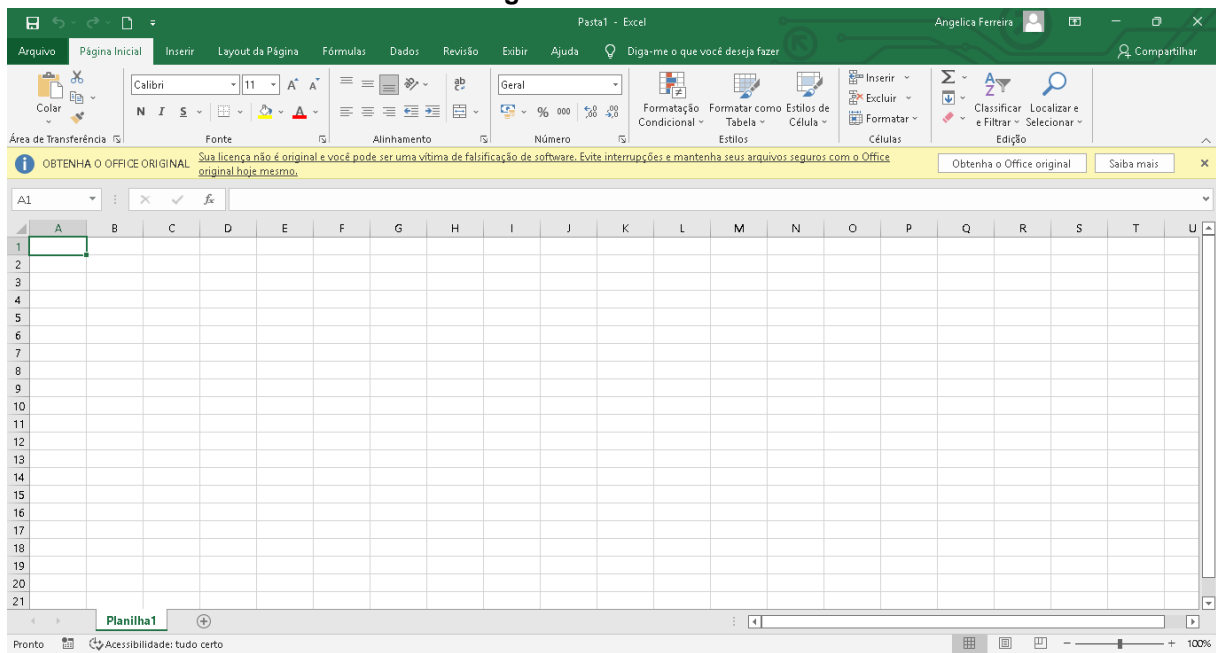 g
Pasta1 - Excel
Angelica Ferreira
Arquivo Página Inicial Inserir Layout da Página Fórmulas Dados Revisão Exibir Ajuda Diga-me o que você deseja fazer Compartilhar
Colar
Calibri 11
N I S A
ab
Geral
% 000
Formatação Condicional
Formatar como Tabela
Estilos de Célula
Inserir
Excluir
Formatar
Classificar e Filtrar
Localizar e Selecionar
Área de Transferência Fonte Alinhamento Número Estilos Células Edição
OBTENHA O OFFICE ORIGINAL Sua licença não é original e você pode ser uma vítima de falsificação de software. Evite interrupções e mantenha seus arquivos seguros com o Office
original hoje mesmo.
Obtenha o Office original Saiba mais
A1 fx
A B C D E F G H I J K L M N O P Q R S T U
1
2
3
4
5
6
7
8
9
10
11
12
13
14
15
16
17
18
19
20
21
Planilha1
Pronto Acessibilidade: tudo certo 100%